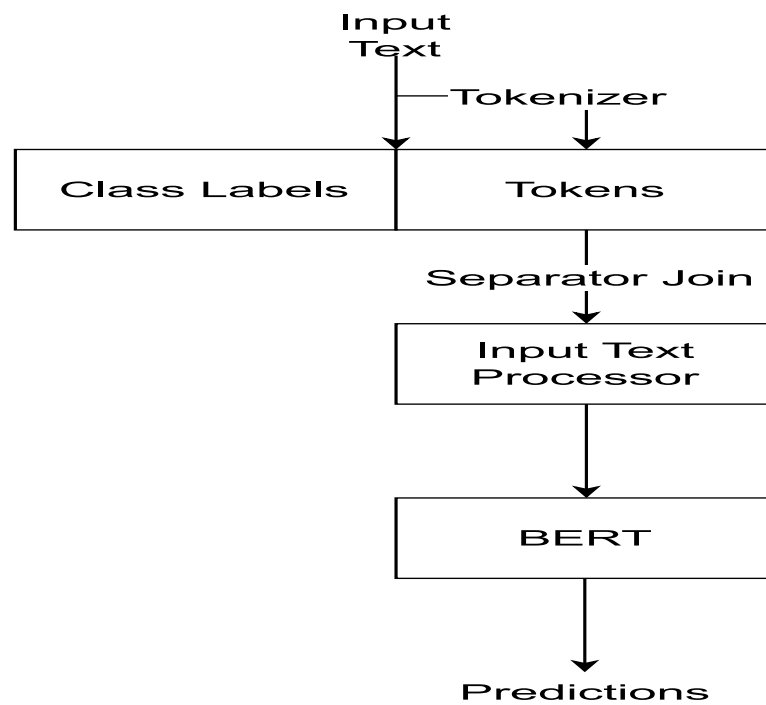 Input
Text
Tokenizer
Class Labels
Tokens
Separator Join
Input Text
Processor
BERT
Predictions